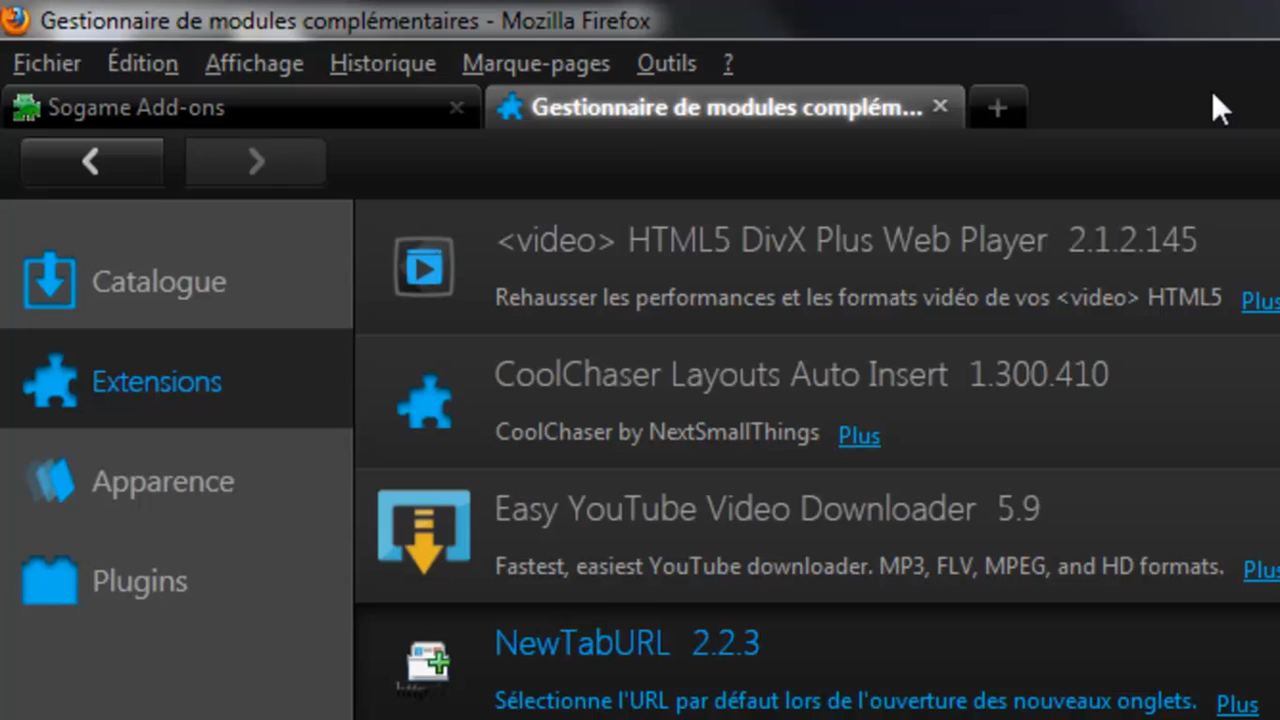 Gestionnaire de modules complémentaires - Mozilla Firefox
Fichier Édition Affichage Historique Marque-pages Outils ?
Sogame Add-ons × Gestionnaire de modules complém... × +
<video> HTML5 DivX Plus Web Player 2.1.2.145
Catalogue
Rehausser les performances et les formats vidéo de vos <video> HTML5 Plus
CoolChaser Layouts Auto Insert 1.300.410
Extensions
CoolChaser by NextSmallThings Plus
Apparence
Easy YouTube Video Downloader 5.9
Fastest, easiest YouTube downloader. MP3, FLV, MPEG, and HD formats. Plus
Plugins
NewTabURL 2.2.3
Sélectionne l'URL par défaut lors de l'ouverture des nouveaux onglets. Plus